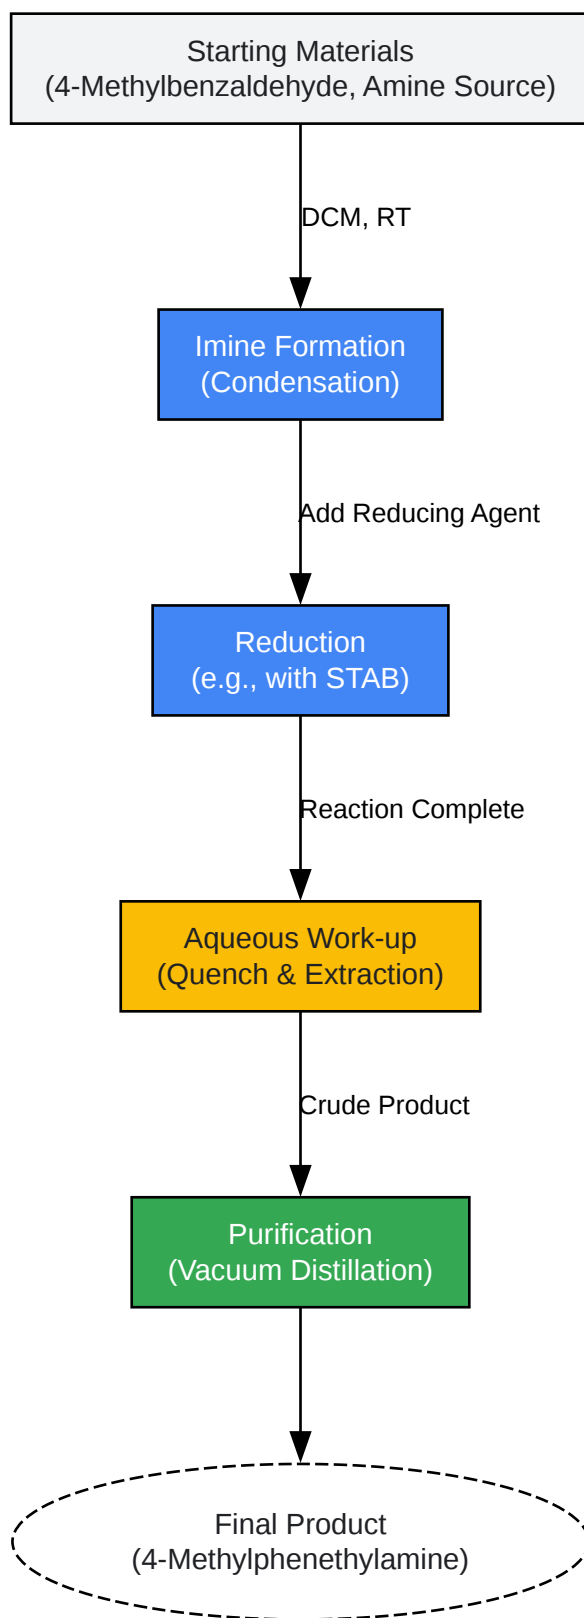 Starting Materials
(4-Methylbenzaldehyde, Amine Source)
DCM, RT
Imine Formation
(Condensation)
Add Reducing Agent
Reduction
(e.g., with STAB)
Reaction Complete
Aqueous Work-up
(Quench & Extraction)
Crude Product
Purification
(Vacuum Distillation)
Final Product
(4-Methylphenethylamine)